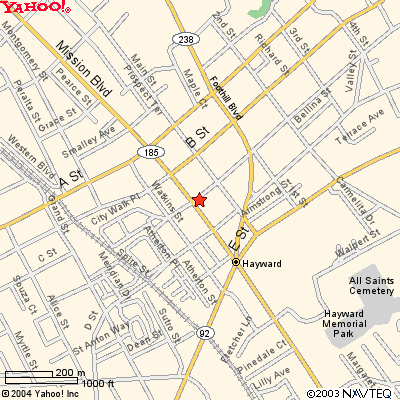 YAHOO!
238
185
92
Montgomery St
Mission Blvd
Pearce St
Peralta St
Grace St
Smalley Ave
Western Blvd
Main St
Prospect Ter
Maple Ct
2nd St
Foothill Blvd
Richard St
3rd St
4th St
Valley St
Bellina St
Terrace Ave
B St
A St
Grand St
City Walk Pl
Watkins St
Atherton Pl
Atherton St
Armstrong St
1st St
Carmelita Dr
Walpert St
E St
C St
Silva St
Meridian Dr
D St
Souza Ct
Alice St
Myrtle St
St Anton Way
Dean St
Sutro St
Hayward
All Saints
Cemetery
Hayward
Memorial
Park
Fletcher Ln
Pinedale Ct
Lilly Ave
Margaret
200 m
1000 ft
©2004 Yahoo! Inc
©2003 NAVTEQ